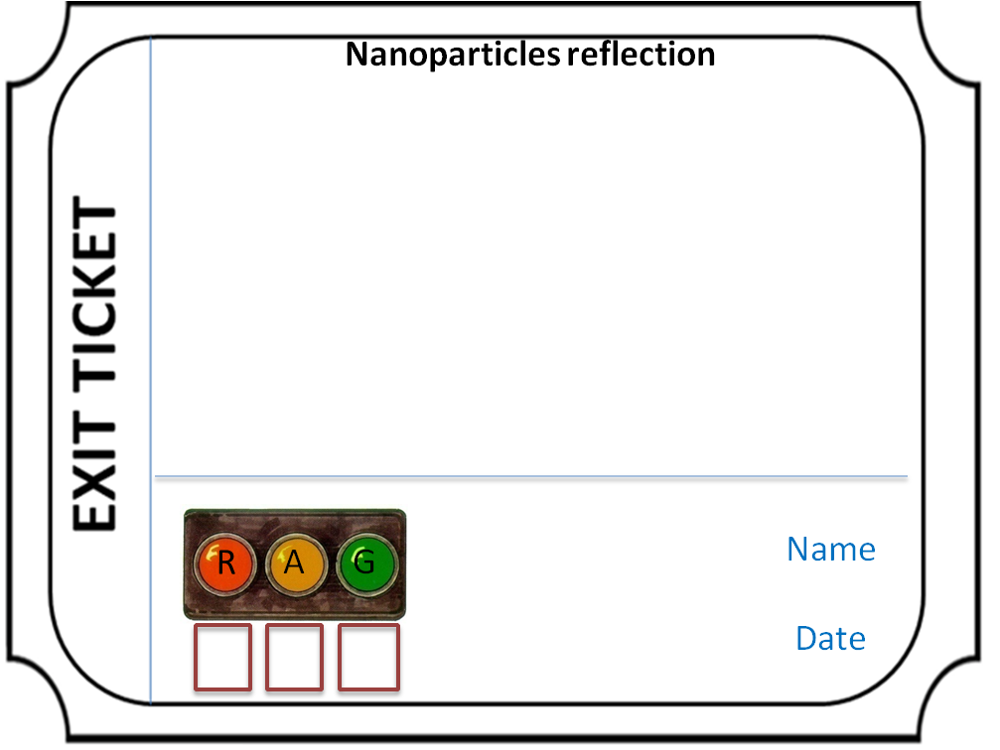 Nanoparticles reflection
EXIT TICKET
R A G
Name
Date